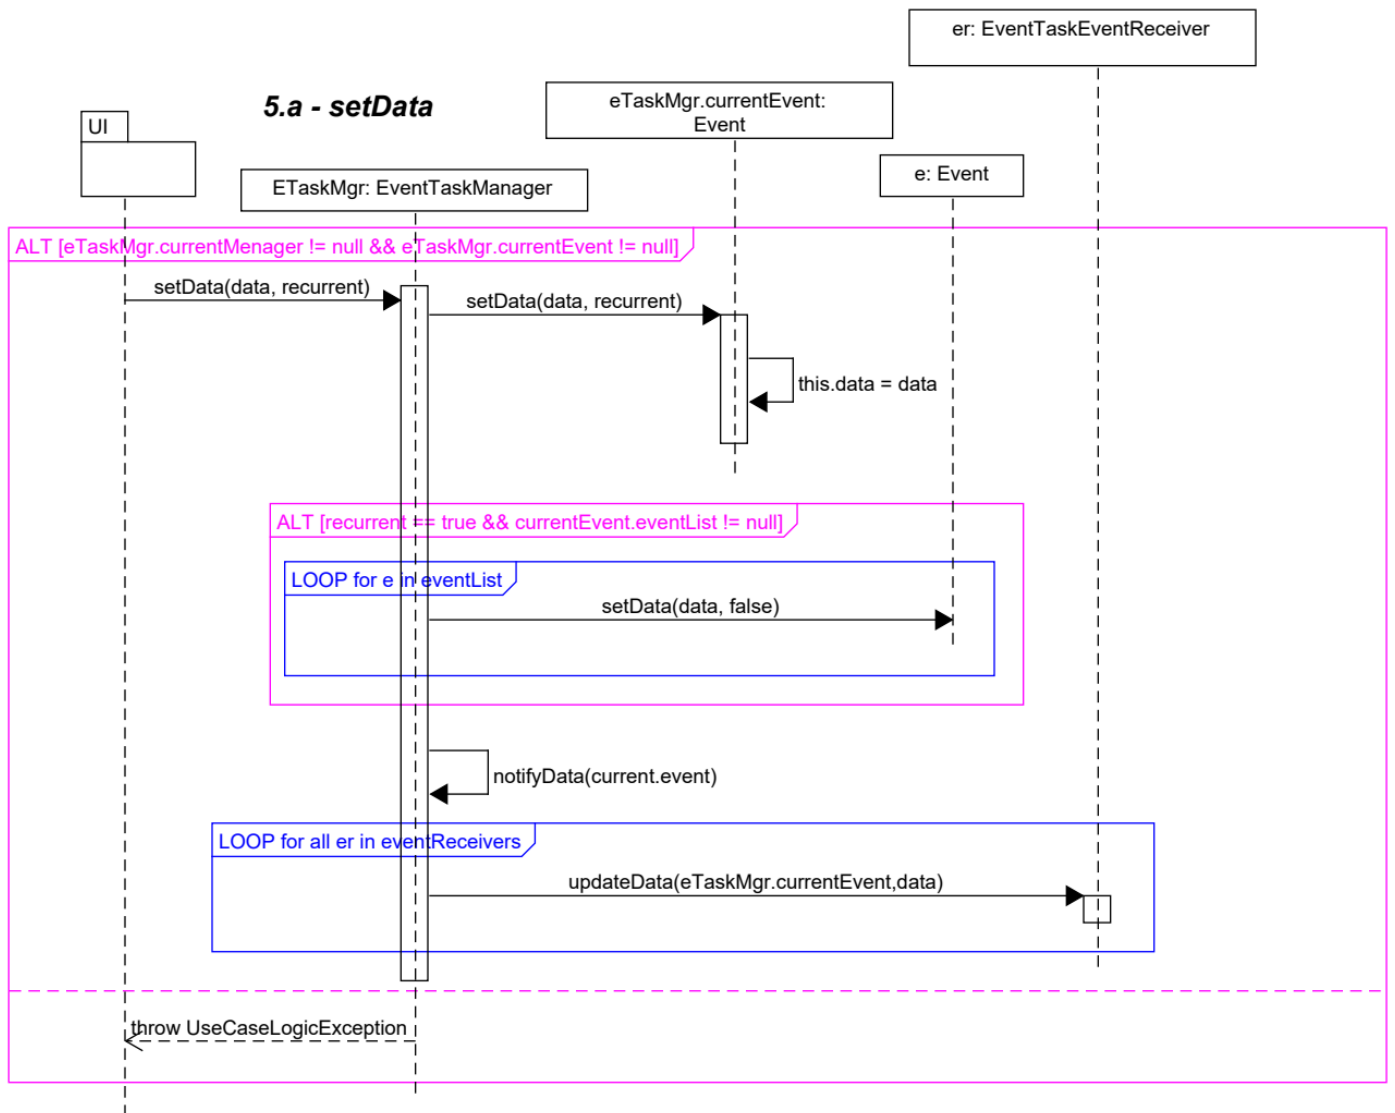 er: EventTaskEventReceiver
5.a - setData
eTaskMgr.currentEvent:
Event
UI
ETaskMgr: EventTaskManager
e: Event
ALT [eTaskMgr.currentMenager != null && eTaskMgr.currentEvent != null]
setData(data, recurrent)
setData(data, recurrent)
this.data = data
ALT [recurrent == true && currentEvent.eventList != null]
LOOP for e in eventList
setData(data, false)
notifyData(current.event)
LOOP for all er in eventReceivers
updateData(eTaskMgr.currentEvent,data)
throw UseCaseLogicException